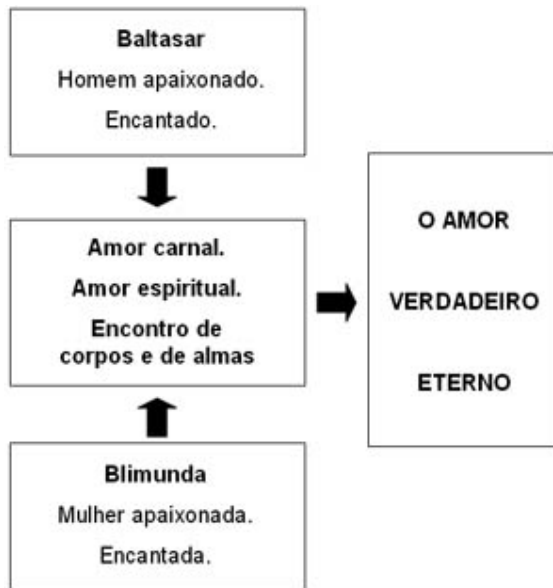 Baltasar
Homem apaixonado.
Encantado.
Amor carnal.
Amor espiritual.
Encontro de
corpos e de almas
O AMOR
VERDADEIRO
ETERNO
Blimunda
Mulher apaixonada.
Encantada.